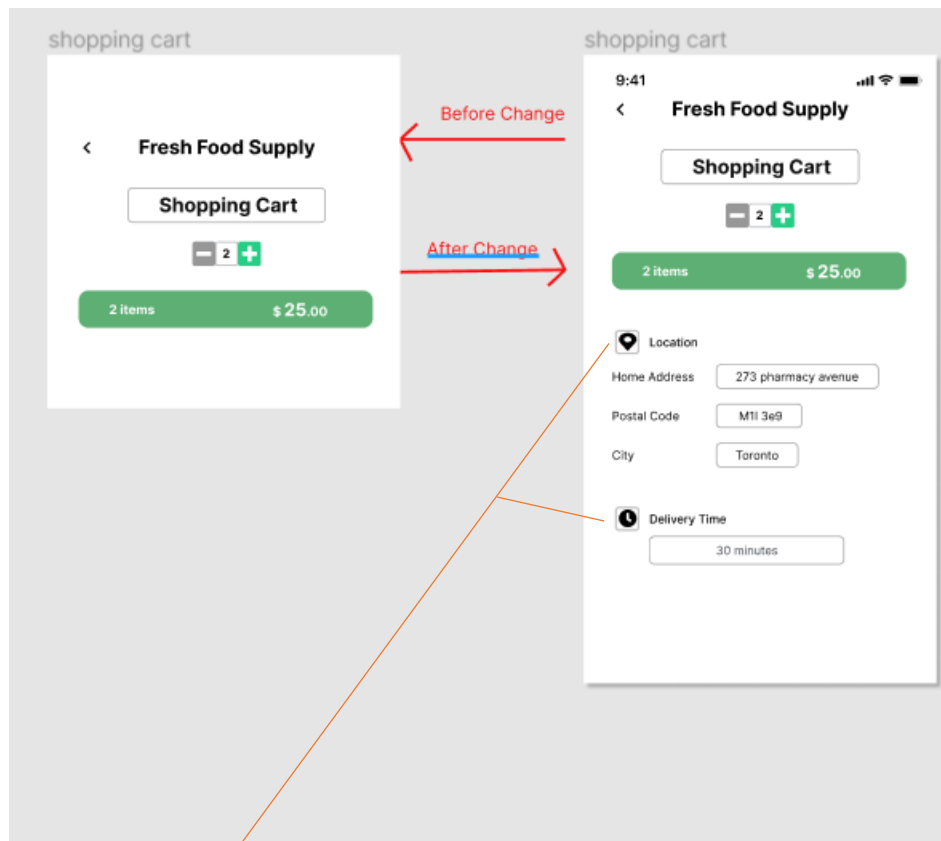 shopping cart
Fresh Food Supply
Shopping Cart
2
2 items $ 25.00
Before Change
After Change
shopping cart
9:41
Fresh Food Supply
Shopping Cart
2
2 items $ 25.00
Location
Home Address 273 pharmacy avenue
Postal Code M1l 3e9
City Toronto
Delivery Time
30 minutes